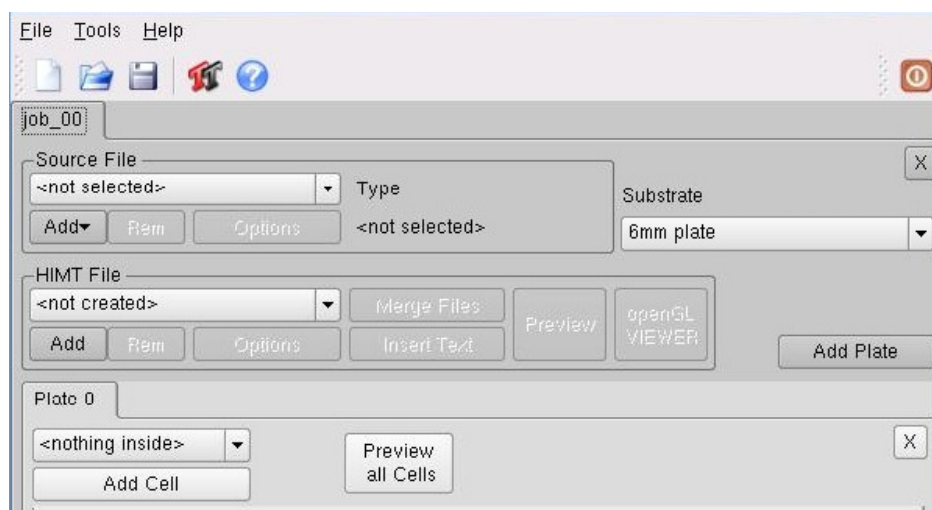 File Tools Help
job_00
Source File
X
<not selected>
Type
Substrate
Add
Rem
Options
<not selected>
6mm plate
HIMT File
<not created>
Merge Files
Preview
openGL
VIEWER
Add
Rem
Options
Insert Text
Add Plate
Plate 0
<nothing inside>
Preview
all Cells
X
Add Cell